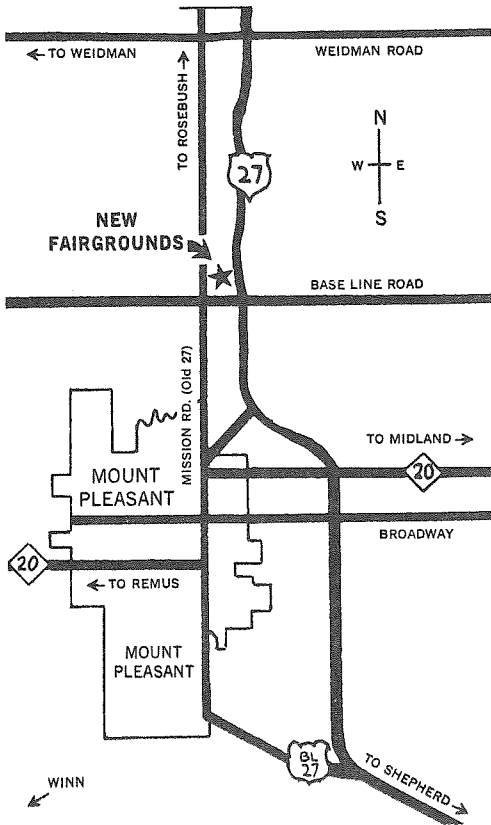 ← TO WEIDMAN
WEIDMAN ROAD
TO ROSEBUSH →
N
W E
S
27
NEW
FAIRGROUNDS
BASE LINE ROAD
MISSION RD. (Old 27)
TO MIDLAND →
20
MOUNT
PLEASANT
BROADWAY
20
← TO REMUS
MOUNT
PLEASANT
BL
27
TO SHEPHERD →
WINN